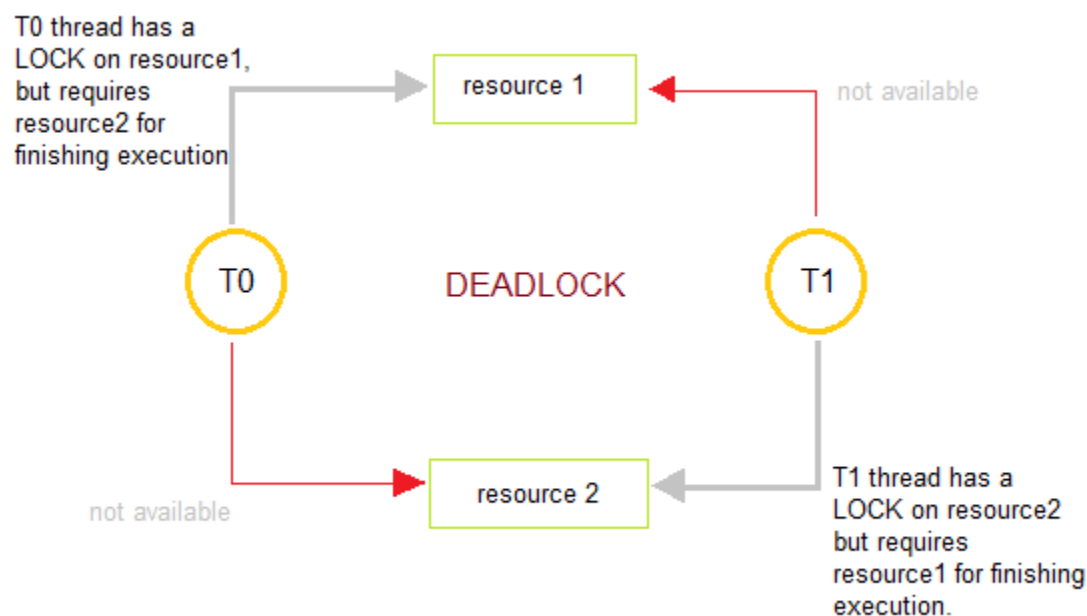 T0 thread has a
LOCK on resource1,
but requires
resource2 for
finishing execution
resource 1
not available
T0
DEADLOCK
T1
not available
resource 2
T1 thread has a
LOCK on resource2
but requires
resource1 for finishing
execution.